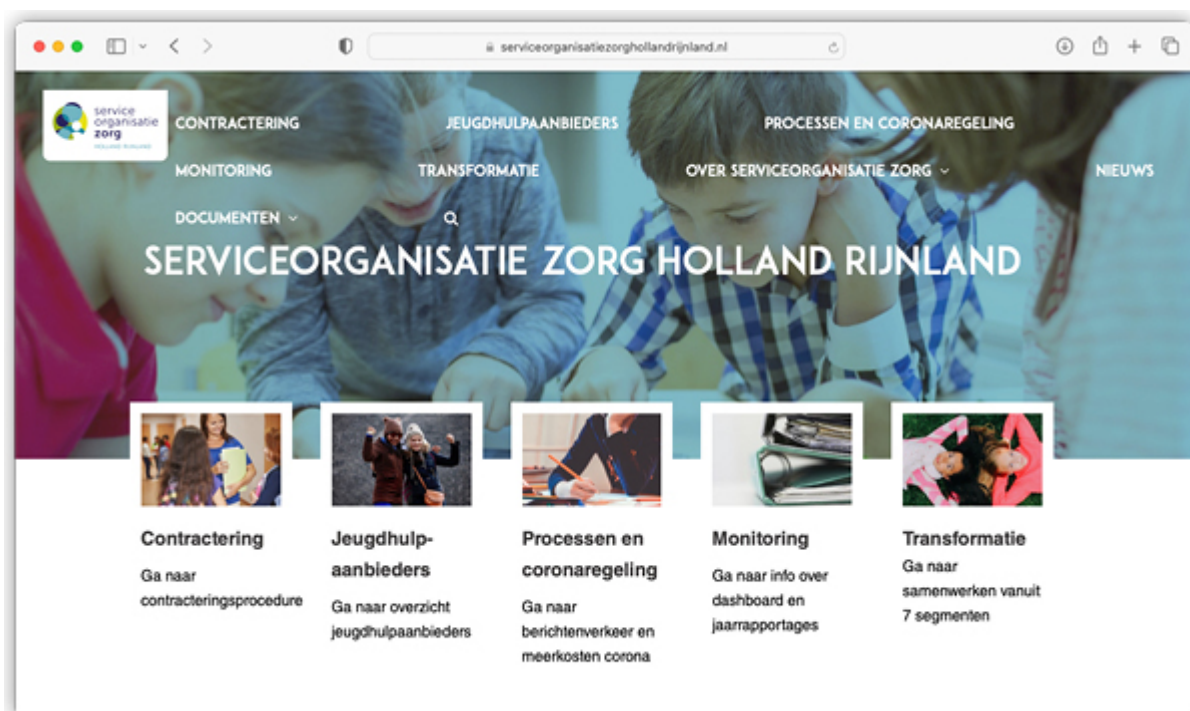 serviceorganisatiezorghollandrijnland.nl
service
organisatie
zorg
HOLLAND RIJNLAND
CONTRACTERING
JEUGDHULPAANBIEDERS
PROCESSEN EN CORONAREGELING
MONITORING
TRANSFORMATIE
OVER SERVICEORGANISATIE ZORG
NIEUWS
DOCUMENTEN
SERVICEORGANISATIE ZORG HOLLAND RIJNLAND
Contractering
Ga naar
contracteringsprocedure
Jeugdhulp-
aanbieders
Ga naar overzicht
jeugdhulpaanbieders
Processen en
coronaregeling
Ga naar
berichtenverkeer en
meerkosten corona
Monitoring
Ga naar info over
dashboard en
jaarrapportages
Transformatie
Ga naar
samenwerken vanuit
7 segmenten